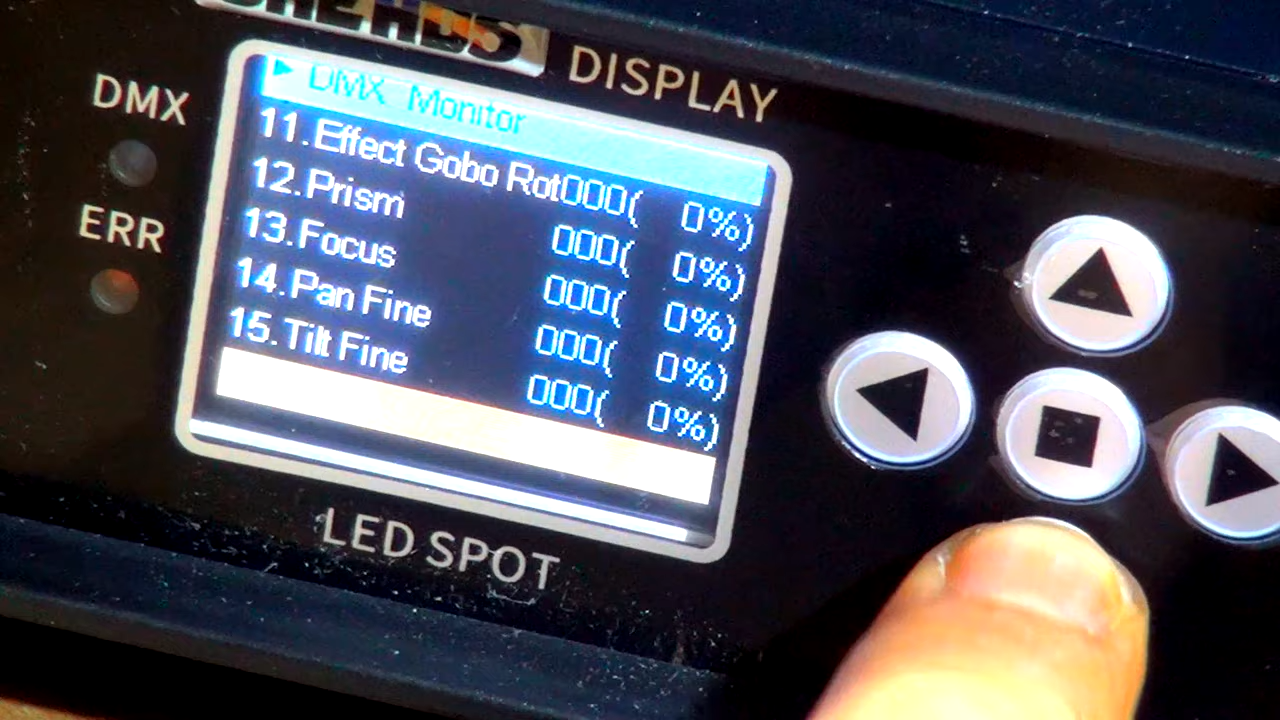 DISPLAY
DMX
ERR
DMX Monitor
11.Effect Gobo Rot000( 0%)
12.Prism 000( 0%)
13.Focus 000( 0%)
14.Pan Fine 000( 0%)
15.Tilt Fine 000( 0%)
LED SPOT